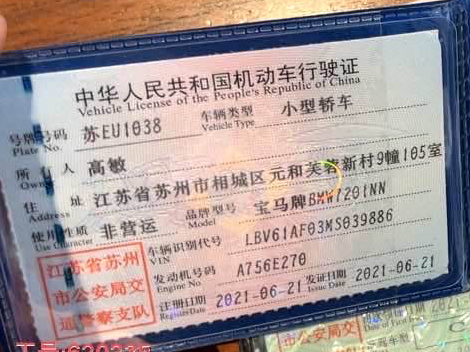 中华人民共和国机动车行驶证
Vehicle License of the People's Republic of China
号牌号码 苏EU1038 车辆类型 小型轿车
Plate No. Vehicle Type
所有人 高敏
Owner
住址 江苏省苏州市相城区元和芙蓉新村9幢105室
Address
使用性质 非营运 品牌型号 宝马牌BMW7201NN
Use Character Model
车辆识别代号 LBV61AF03MS039886
VIN
发动机号码 A756E270
Engine No.
注册日期 2021-06-21 发证日期 2021-06-21
Register Date Issue Date
江苏省苏州
市公安局交
通警察支队